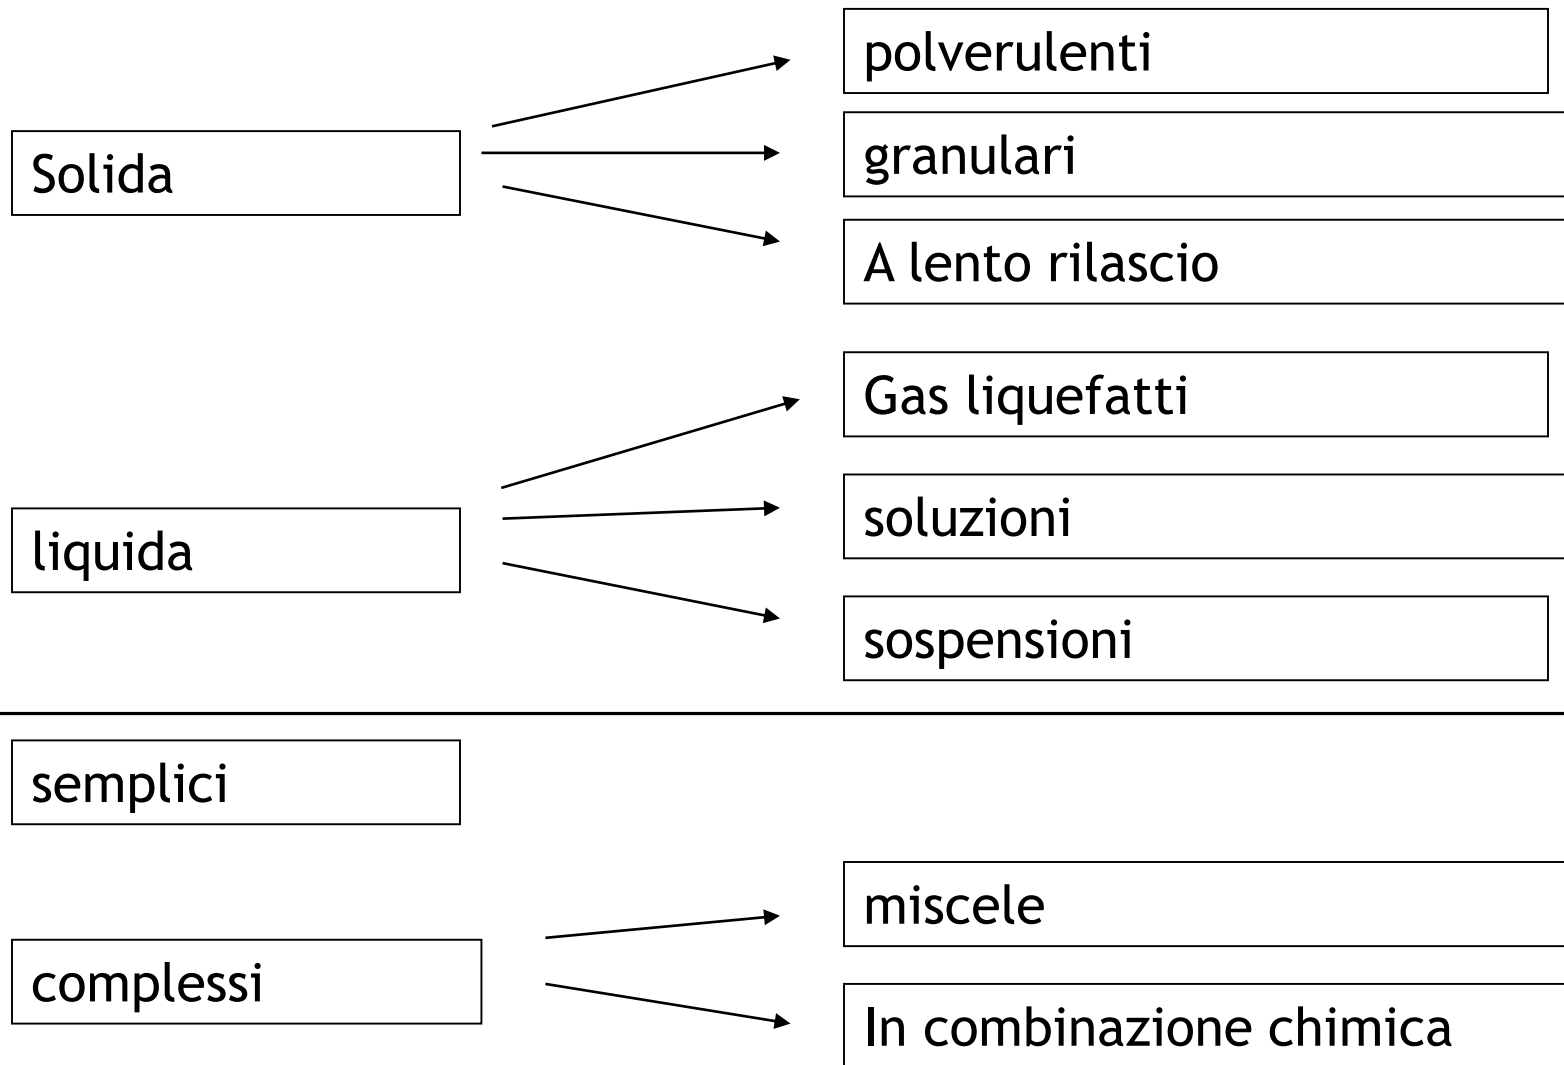 polverulenti
Solida
granulari
A lento rilascio
Gas liquefatti
liquida
soluzioni
sospensioni
semplici
complessi
miscele
In combinazione chimica